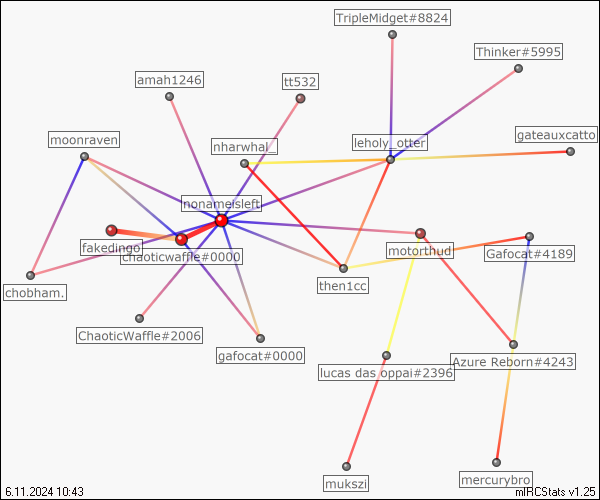 TripleMidget#8824
Thinker#5995
amah1246
tt532
gateauxcatto
moonraven
nharwhal_
leholy_otter
nonameisleft
fakedingo
chaoticwaffle#0000
motorthud
Gafocat#4189
chobham.
then1cc
ChaoticWaffle#2006
gafocat#0000
lucas das oppai#2396
Azure Reborn#4243
mukszi
mercurybro
6.11.2024 10:43
mIRCStats v1.25